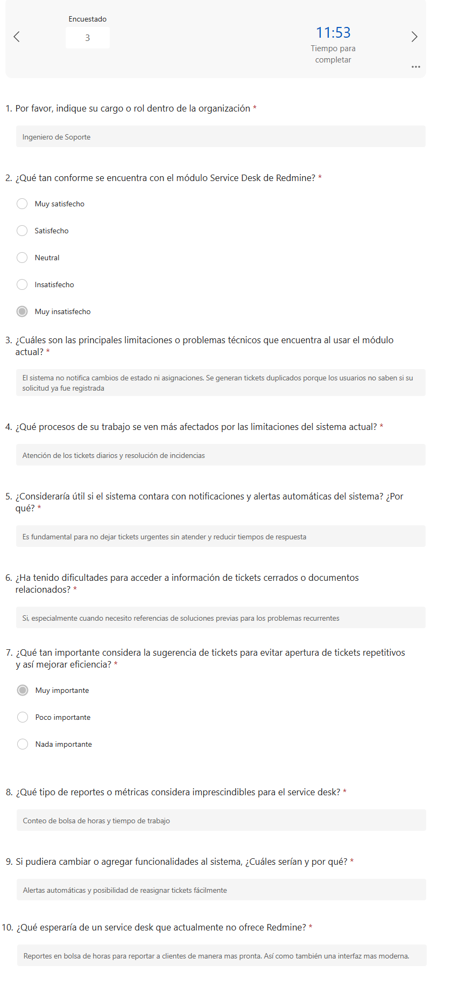 Encuestado
3
11:53
Tiempo para
completar
1. Por favor, indique su cargo o rol dentro de la organización *
Ingeniero de Soporte
2. ¿Qué tan conforme se encuentra con el módulo Service Desk de Redmine? *
Muy satisfecho
Satisfecho
Neutral
Insatisfecho
Muy insatisfecho
3. ¿Cuáles son las principales limitaciones o problemas técnicos que encuentra al usar el módulo
actual? *
El sistema no notifica cambios de estado ni asignaciones. Se generan tickets duplicados porque los usuarios no saben si su
solicitud ya fue registrada
4. ¿Qué procesos de su trabajo se ven más afectados por las limitaciones del sistema actual? *
Atención de los tickets diarios y resolución de incidencias
5. ¿Consideraría útil si el sistema contara con notificaciones y alertas automáticas del sistema? ¿Por
qué? *
Es fundamental para no dejar tickets urgentes sin atender y reducir tiempos de respuesta
6. ¿Ha tenido dificultades para acceder a información de tickets cerrados o documentos
relacionados? *
Si, especialmente cuando necesito referencias de soluciones previas para los problemas recurrentes
7. ¿Qué tan importante considera la sugerencia de tickets para evitar apertura de tickets repetitivos
y así mejorar eficiencia? *
Muy importante
Poco importante
Nada importante
8. ¿Qué tipo de reportes o métricas considera imprescindibles para el service desk? *
Conteo de bolsa de horas y tiempo de trabajo
9. Si pudiera cambiar o agregar funcionalidades al sistema, ¿Cuáles serían y por qué? *
Alertas automáticas y posibilidad de reasignar tickets fácilmente
10. ¿Qué esperaría de un service desk que actualmente no ofrece Redmine? *
Reportes en bolsa de horas para reportar a clientes de manera mas pronta. Así como también una interfaz mas moderna.